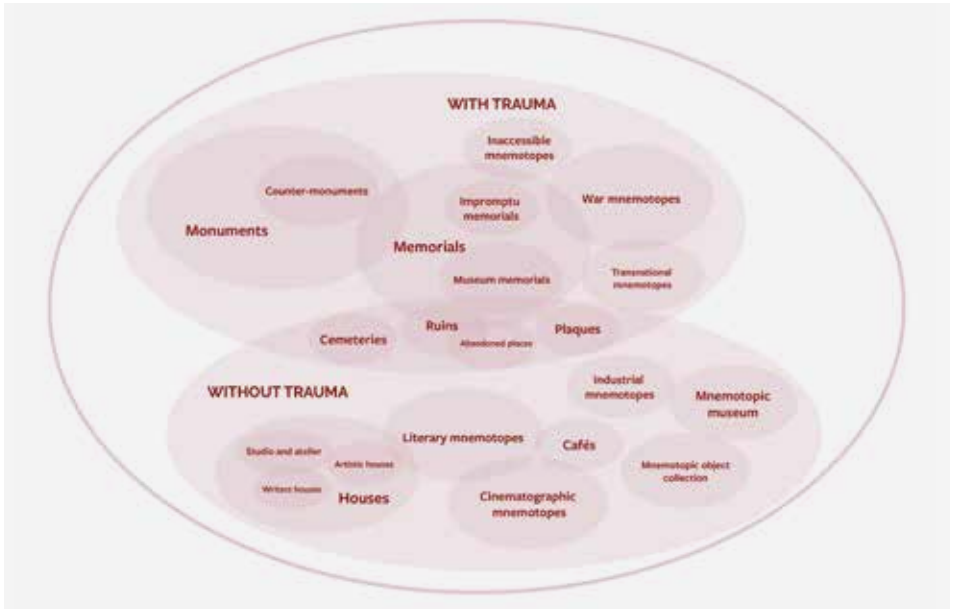 WITH TRAUMA
Inaccessible
mnemotopes
Counter-monuments
Impromptu
memorials
War mnemotopes
Monuments
Memorials
Museum memorials
Transnational
mnemotopes
Ruins
Plaques
Cemeteries
Abandoned places
WITHOUT TRAUMA
Industrial
mnemotopes
Mnemotopic
museum
Literary mnemotopes
Cafés
Studio and atelier
Artistic houses
Mnemotopic object
collection
Writers houses
Houses
Cinematographic
mnemotopes